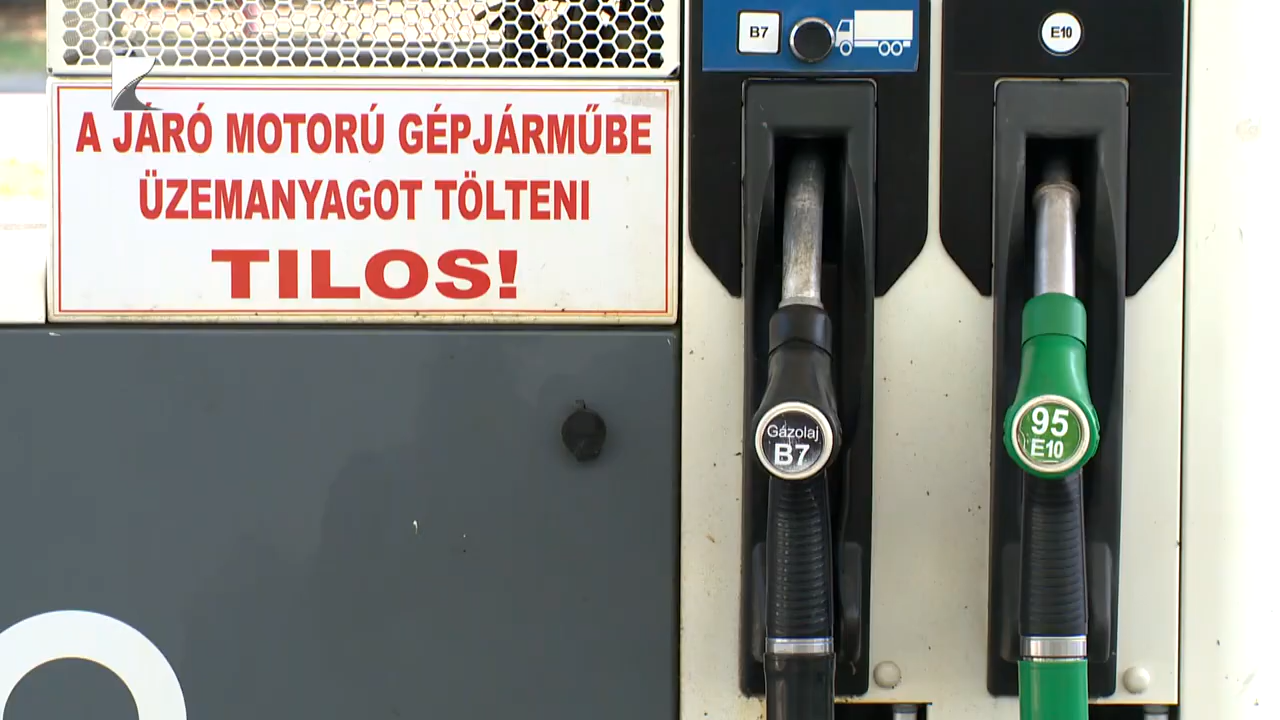 A JÁRÓ MOTORÚ GÉPJÁRMŰBE
ÜZEMANYAGOT TÖLTENI
TILOS!
B7
E10
Gázolaj
B7
95
E10